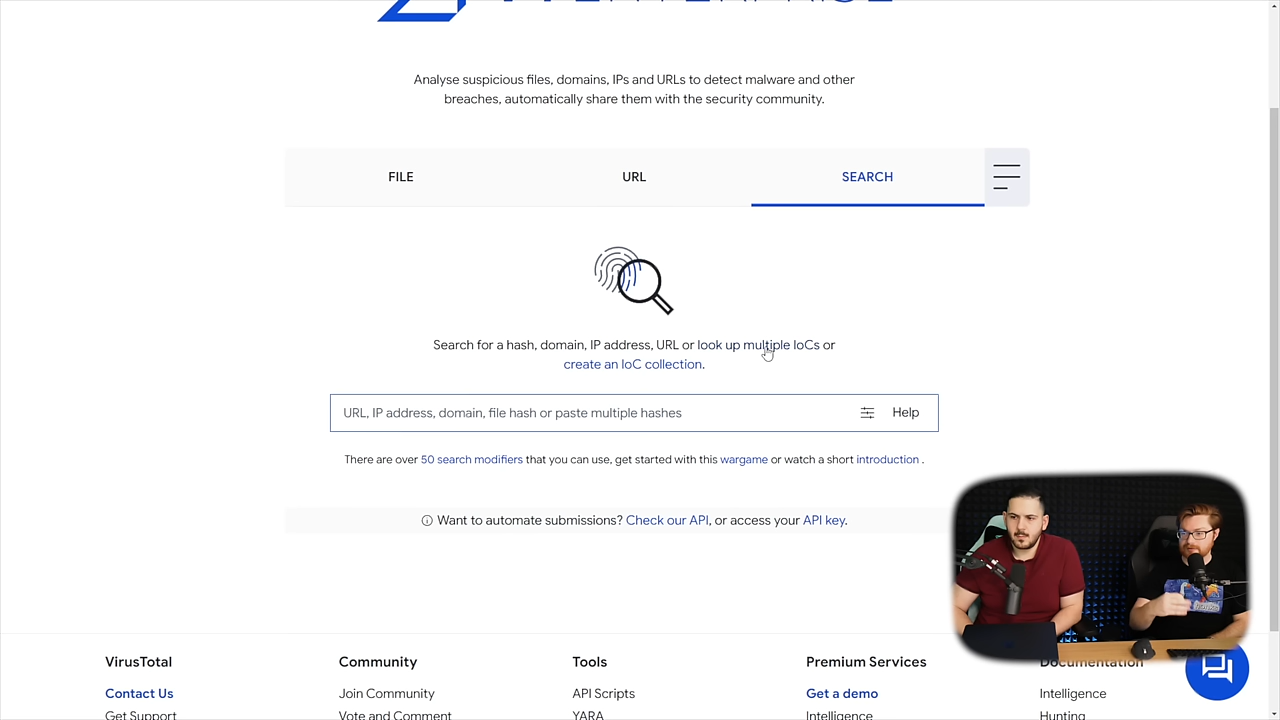 Analyse suspicious files, domains, IPs and URLs to detect malware and other
breaches, automatically share them with the security community.
FILE
URL
SEARCH
Search for a hash, domain, IP address, URL or look up multiple IoCs or
create an IoC collection.
URL, IP address, domain, file hash or paste multiple hashes
Help
There are over 50 search modifiers that you can use, get started with this wargame or watch a short introduction .
Want to automate submissions? Check our API, or access your API key.
VirusTotal
Community
Tools
Premium Services
Documentation
Contact Us
Join Community
API Scripts
Get a demo
Intelligence
Get Support
Vote and Comment
YARA
Intelligence
Hunting